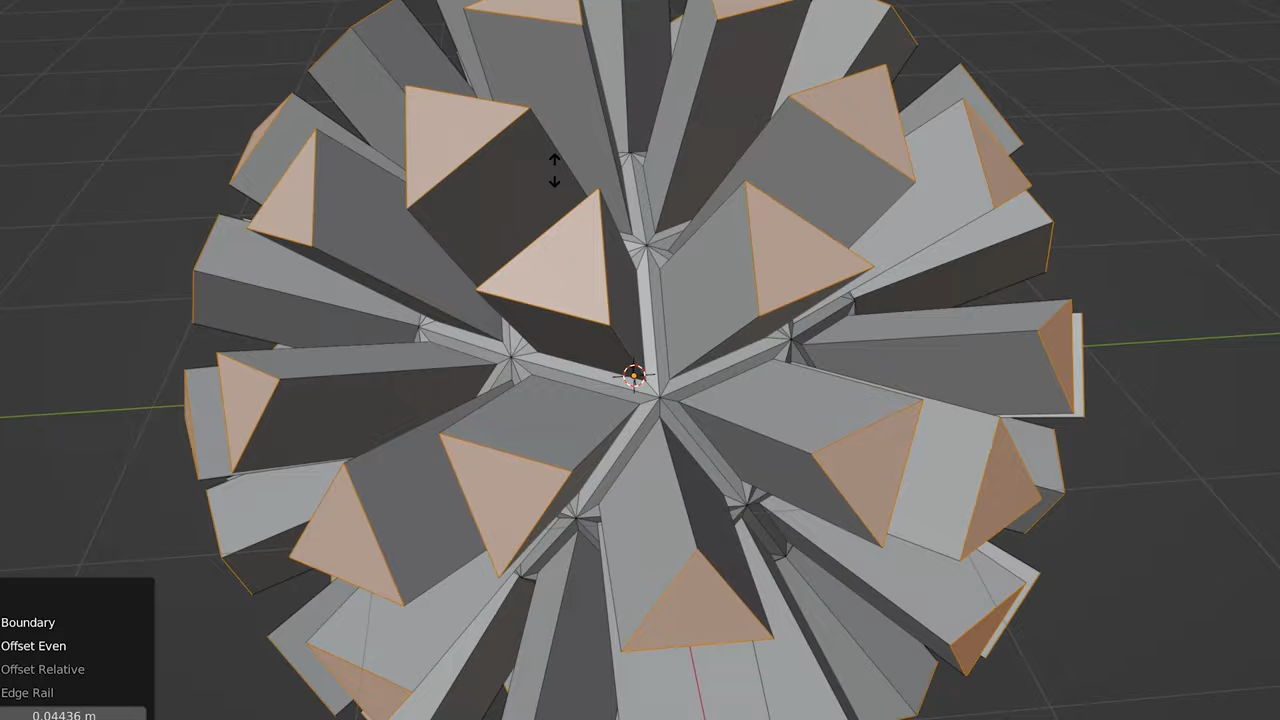 Boundary
Offset Even
Offset Relative
Edge Rail
0.04436 m